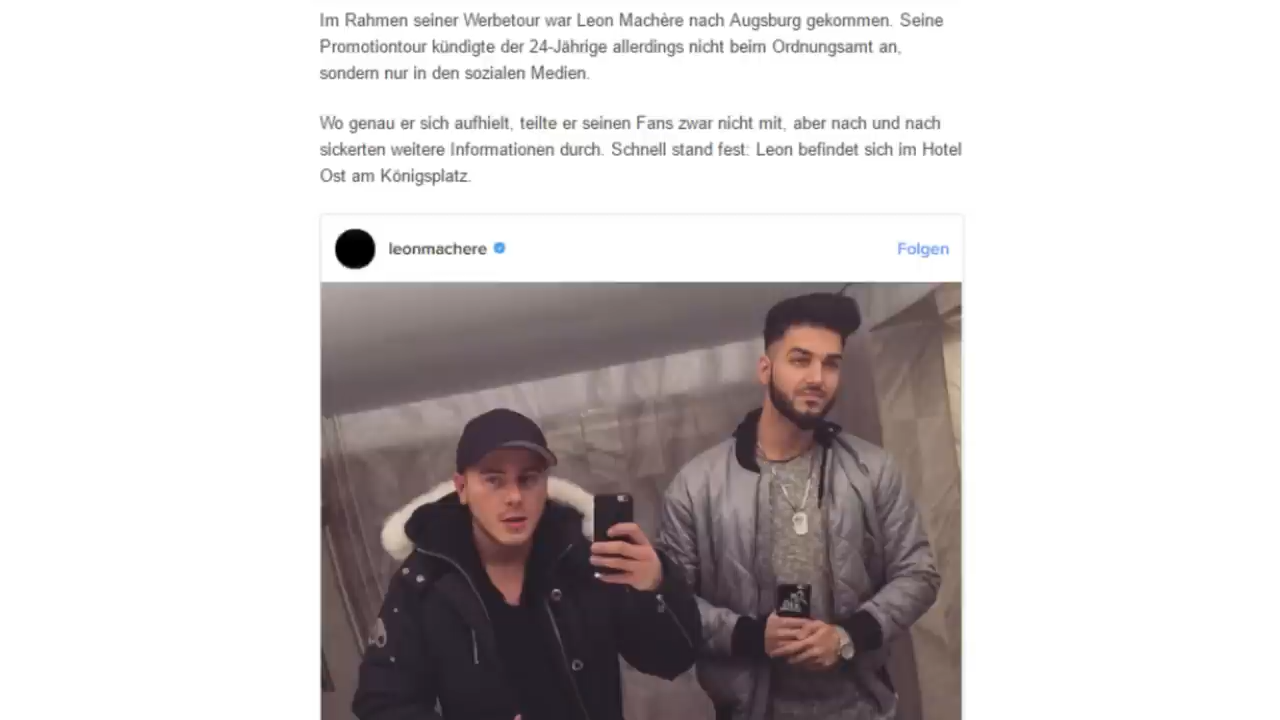 Im Rahmen seiner Werbetour war Leon Machère nach Augsburg gekommen. Seine
Promotiontour kündigte der 24-Jährige allerdings nicht beim Ordnungsamt an,
sondern nur in den sozialen Medien.
Wo genau er sich aufhielt, teilte er seinen Fans zwar nicht mit, aber nach und nach
sickerten weitere Informationen durch. Schnell stand fest: Leon befindet sich im Hotel
Ost am Königsplatz.
leonmachere
Folgen